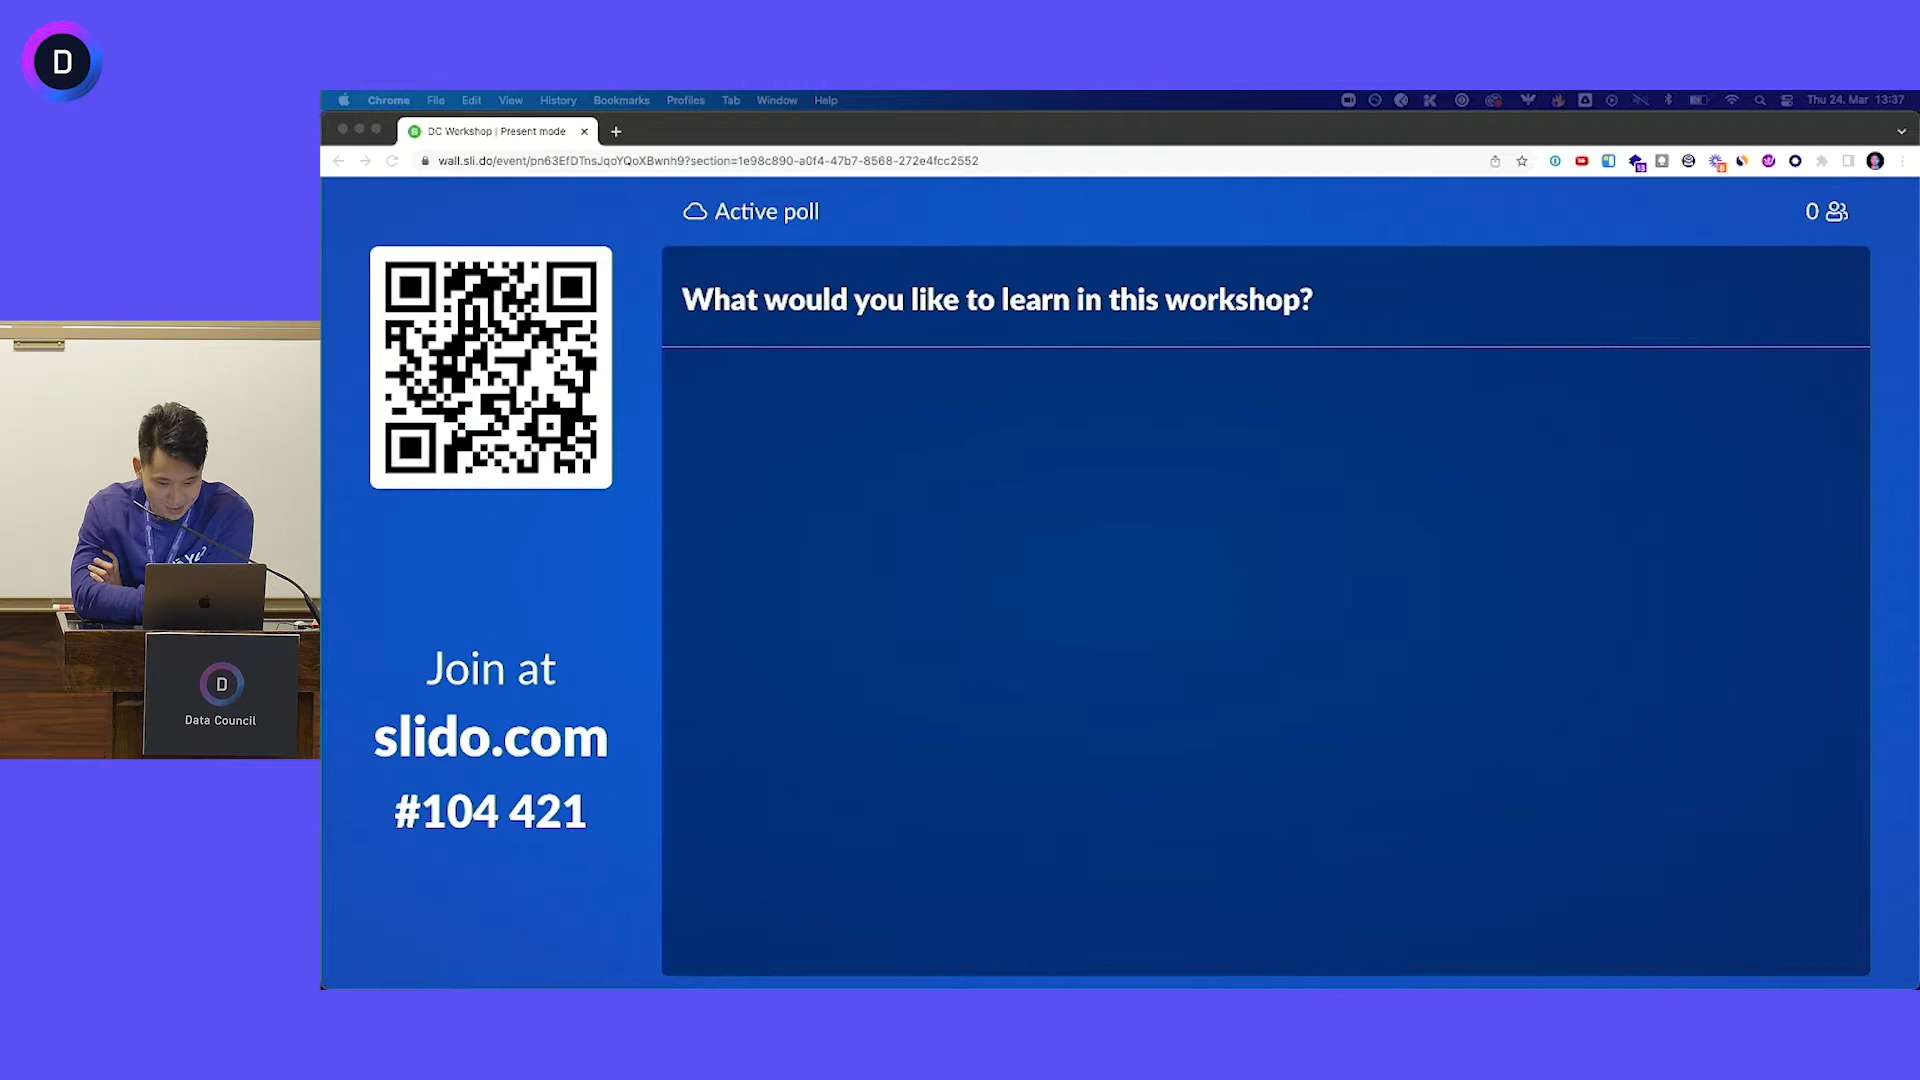 D
Chrome File Edit View History Bookmarks Profiles Tab Window Help
Thu 24. Mar 13:37
DC Workshop | Present mode
wall.sli.do/event/pn63EfDTnsJqoYQoXBwnh9?section=1e98c890-a0f4-47b7-8568-272e4fcc2552
Active poll
0
What would you like to learn in this workshop?
Join at
slido.com
#104 421
D
Data Council